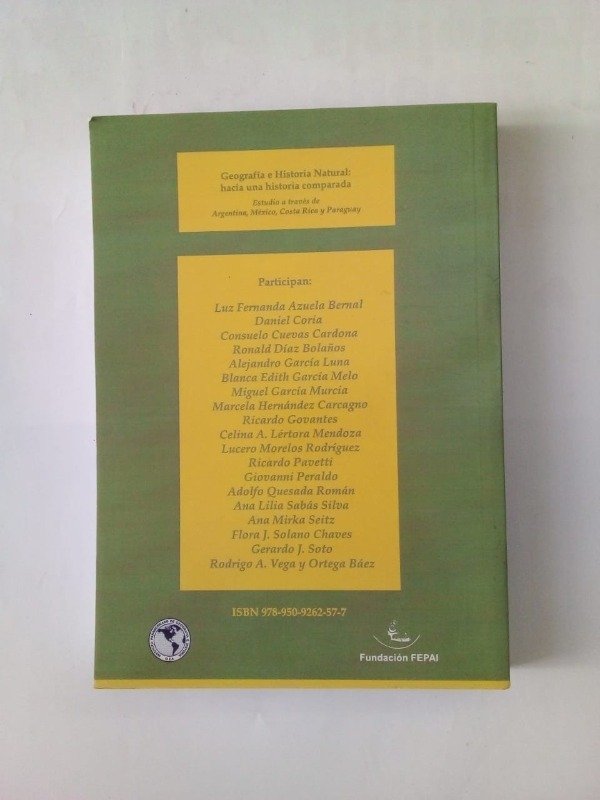 Geografía e Historia Natural:
hacia una historia comparada
Estudio a través de
Argentina, México, Costa Rica y Paraguay
Participan:
Luz Fernanda Azuela Bernal
Daniel Coria
Consuelo Cuevas Cardona
Ronald Díaz Bolaños
Alejandro García Luna
Blanca Edith García Melo
Miguel García Murcia
Marcela Hernández Carcagno
Ricardo Govantes
Celina A. Lértora Mendoza
Lucero Morelos Rodríguez
Ricardo Pavetti
Giovanni Peraldo
Adolfo Quesada Román
Ana Lilia Sabás Silva
Ana Mirka Seitz
Flora J. Solano Chaves
Gerardo J. Soto
Rodrigo A. Vega y Ortega Báez
ISBN 978-950-9262-57-7
Fundación FEPAI